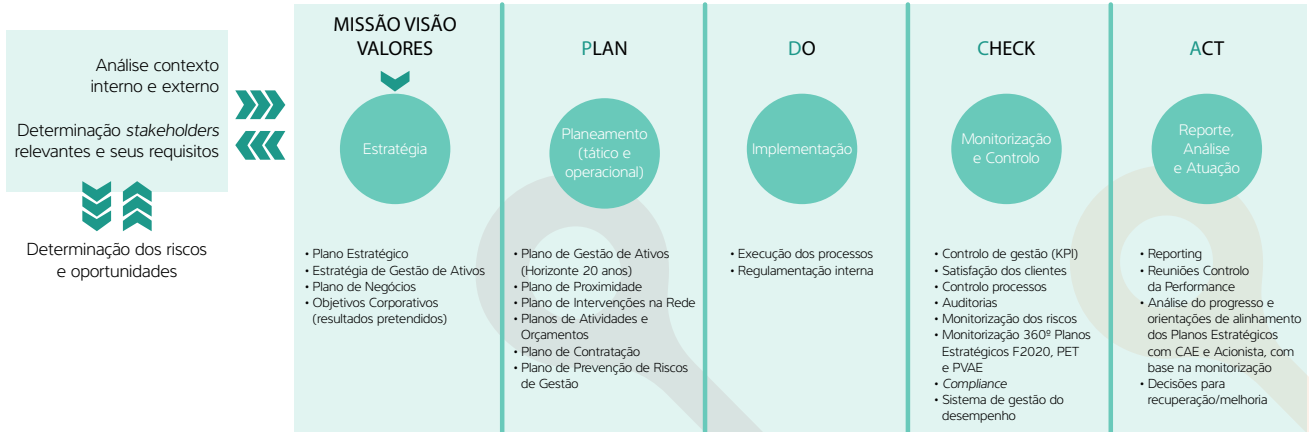 Análise contexto
interno e externo
Determinação stakeholders
relevantes e seus requisitos
Determinação dos riscos
e oportunidades
MISSÃO VISÃO
VALORES
Estratégia
• Plano Estratégico
• Estratégia de Gestão de Ativos
• Plano de Negócios
• Objetivos Corporativos
(resultados pretendidos)
PLAN
Planeamento
(tático e
operacional)
• Plano de Gestão de Ativos
(Horizonte 20 anos)
• Plano de Proximidade
• Plano de Intervenções na Rede
• Planos de Atividades e
Orçamentos
• Plano de Contratação
• Plano de Prevenção de Riscos
de Gestão
DO
Implementação
• Execução dos processos
• Regulamentação interna
CHECK
Monitorização
e Controlo
• Controlo de gestão (KPI)
• Satisfação dos clientes
• Controlo processos
• Auditorias
• Monitorização dos riscos
• Monitorização 360º Planos
Estratégicos F2020, PET
e PVAE
• Compliance
• Sistema de gestão do
desempenho
ACT
Reporte,
Análise
e Atuação
• Reporting
• Reuniões Controlo
da Performance
• Análise do progresso e
orientações de alinhamento
dos Planos Estratégicos
com CAE e Acionista, com
base na monitorização
• Decisões para
recuperação/melhoria